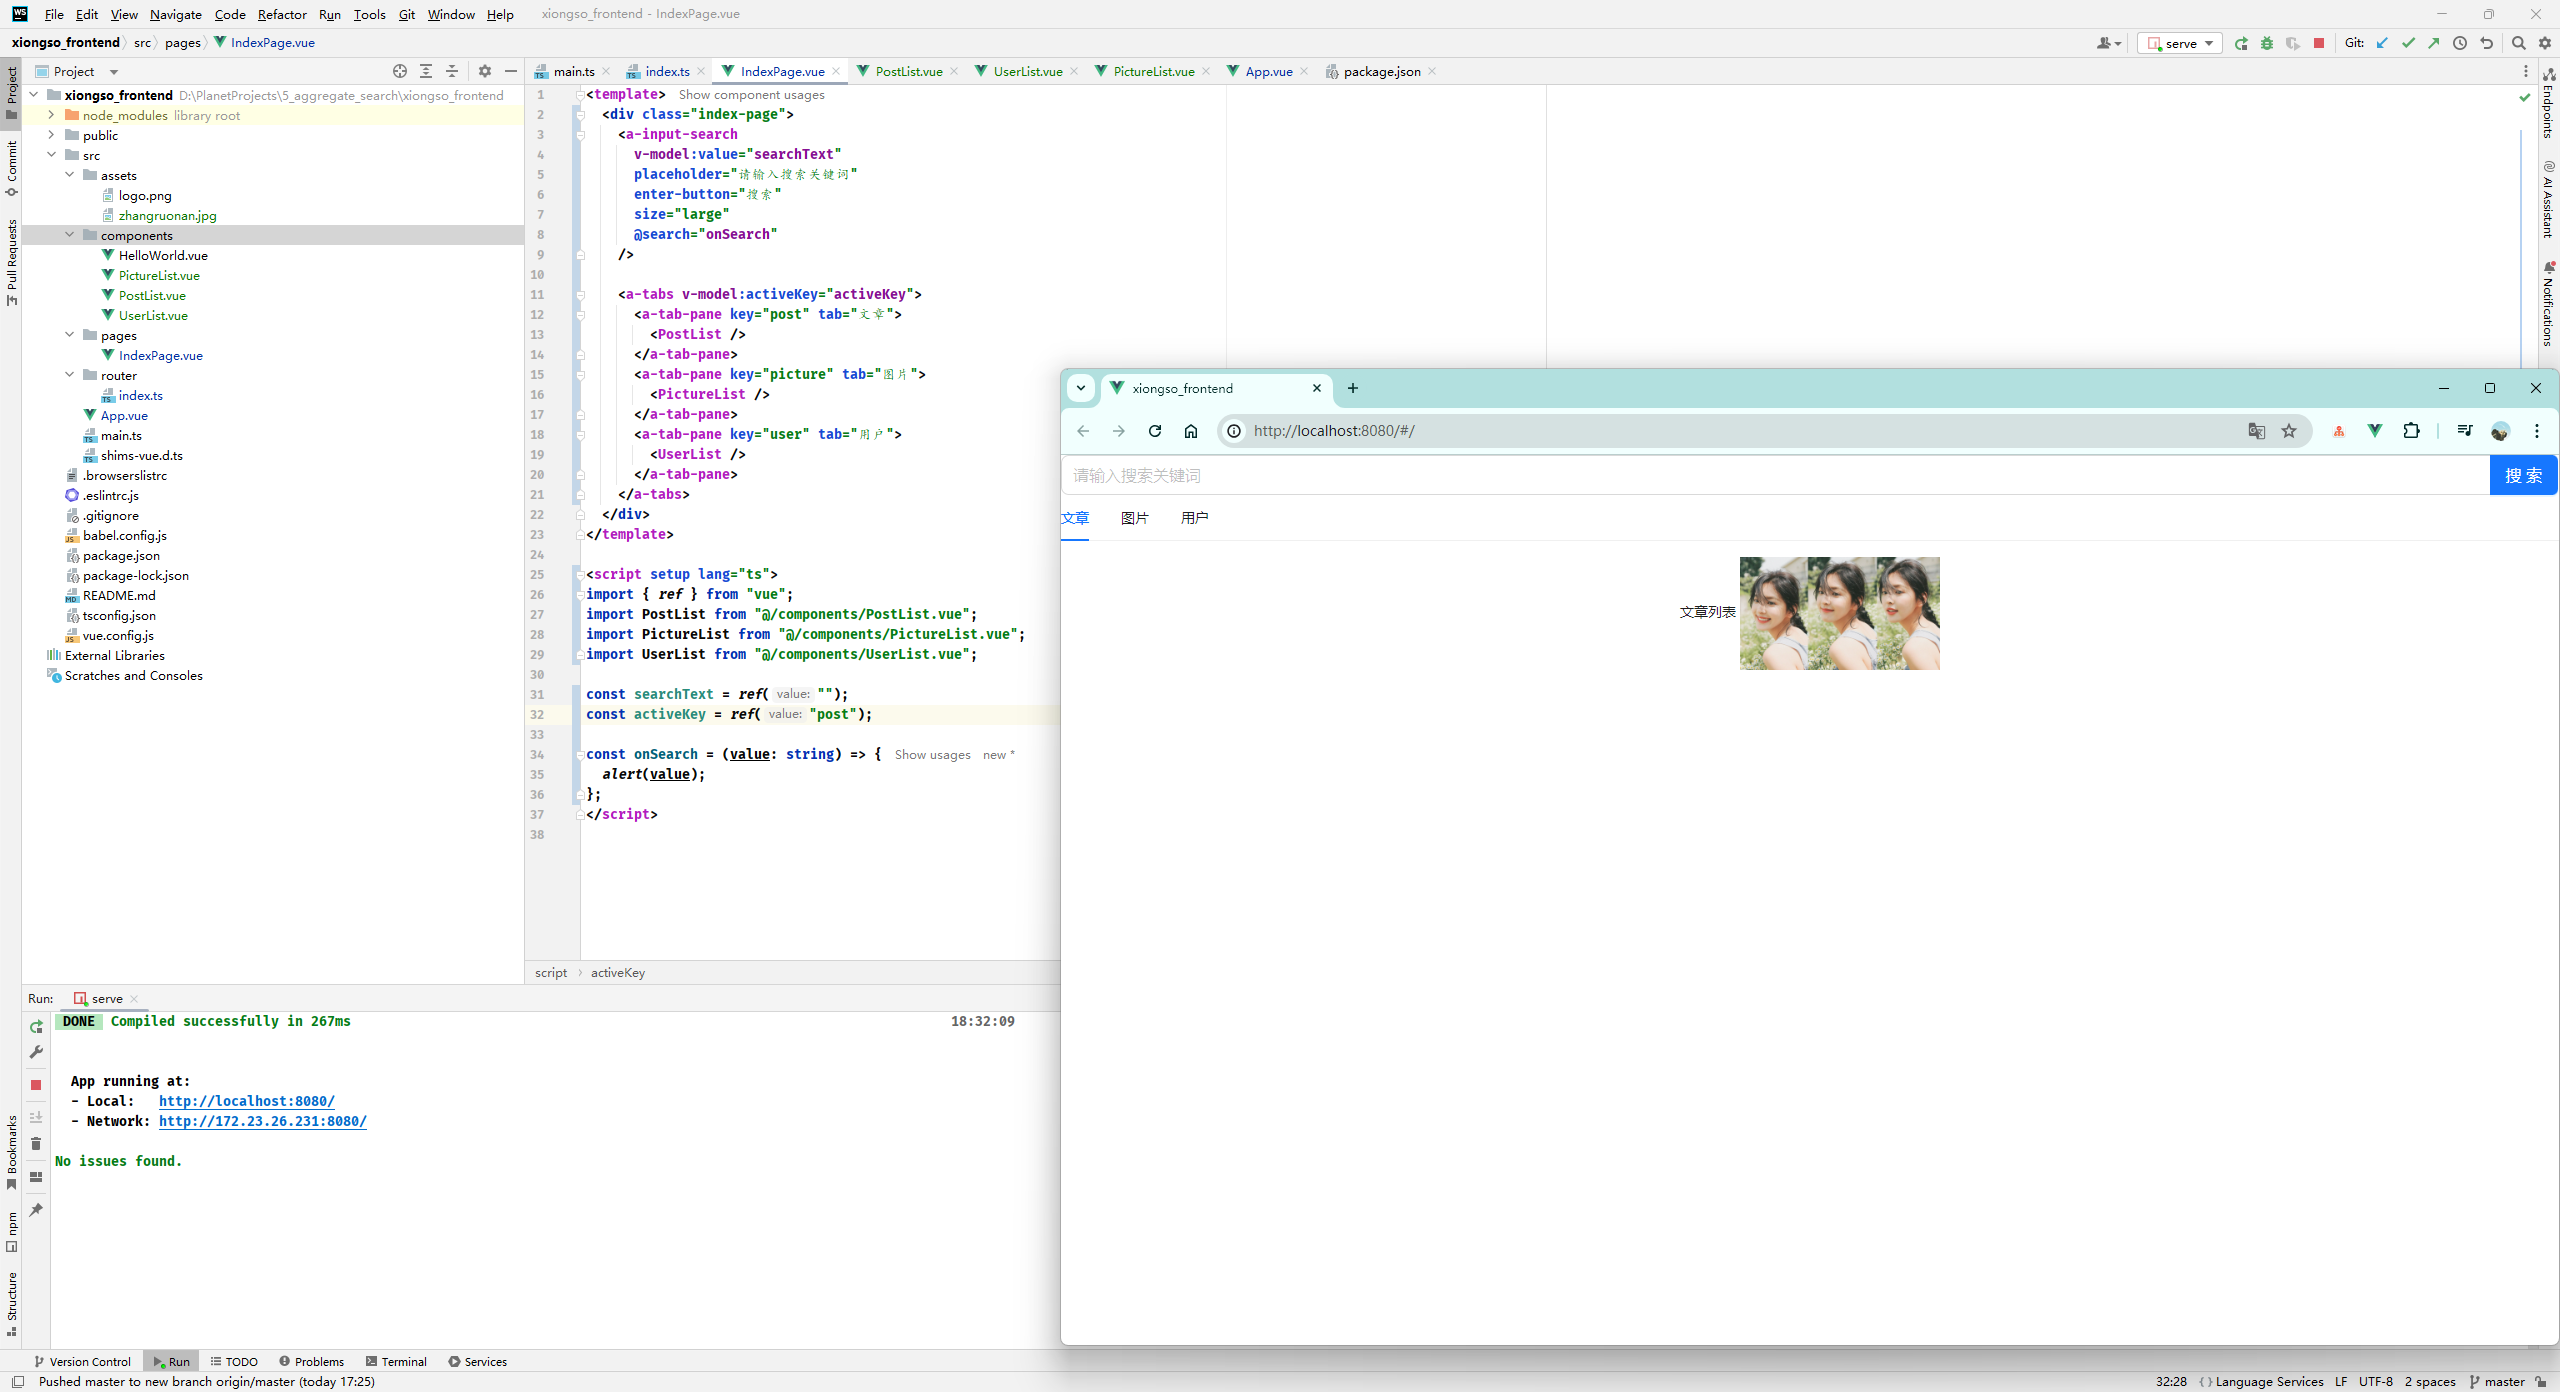 File Edit View Navigate Code Refactor Run Tools Git Window Help xiongso_frontend - IndexPage.vue
xiongso_frontend src pages IndexPage.vue
serve Git:
Project
main.ts index.ts IndexPage.vue PostList.vue UserList.vue PictureList.vue App.vue package.json
Project
Commit
Pull Requests
xiongso_frontend D:\PlanetProjects\5_aggregate_search\xiongso_frontend
node_modules library root
public
src
assets
logo.png
zhangruonan.jpg
components
HelloWorld.vue
PictureList.vue
PostList.vue
UserList.vue
pages
IndexPage.vue
router
index.ts
App.vue
main.ts
shims-vue.d.ts
.browserslistrc
.eslintrc.js
.gitignore
babel.config.js
package.json
package-lock.json
README.md
tsconfig.json
vue.config.js
External Libraries
Scratches and Consoles
1 <template> Show component usages
2 <div class="index-page">
3 <a-input-search
4 v-model:value="searchText"
5 placeholder="请输入搜索关键词"
6 enter-button="搜索"
7 size="large"
8 @search="onSearch"
9 />
10
11 <a-tabs v-model:activeKey="activeKey">
12 <a-tab-pane key="post" tab="文章">
13 <PostList />
14 </a-tab-pane>
15 <a-tab-pane key="picture" tab="图片">
16 <PictureList />
17 </a-tab-pane>
18 <a-tab-pane key="user" tab="用户">
19 <UserList />
20 </a-tab-pane>
21 </a-tabs>
22 </div>
23 </template>
24
25 <script setup lang="ts">
26 import { ref } from "vue";
27 import PostList from "@/components/PostList.vue";
28 import PictureList from "@/components/PictureList.vue";
29 import UserList from "@/components/UserList.vue";
30
31 const searchText = ref( value: "");
32 const activeKey = ref( value: "post");
33
34 const onSearch = (value: string) => { Show usages new *
35 alert(value);
36 };
37 </script>
38
script activeKey
Endpoints
AI Assistant
Notifications
xiongso_frontend
http://localhost:8080/#/
请输入搜索关键词 搜 索
文章 图片 用户
文章列表
Run: serve
DONE Compiled successfully in 267ms 18:32:09
App running at:
- Local: http://localhost:8080/
- Network: http://172.23.26.231:8080/
No issues found.
Bookmarks
npm
Structure
Version Control Run TODO Problems Terminal Services
Pushed master to new branch origin/master (today 17:25) 32:28 {} Language Services LF UTF-8 2 spaces master